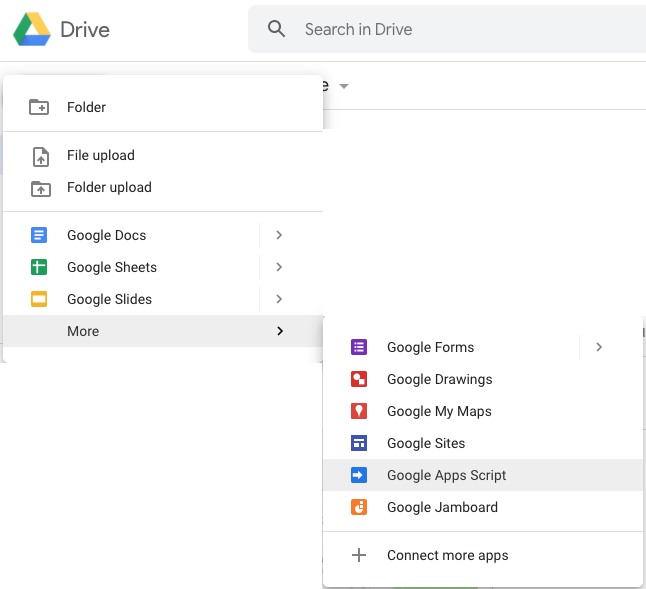 Drive
Search in Drive
Folder
File upload
Folder upload
Google Docs
Google Sheets
Google Slides
More
Google Forms
Google Drawings
Google My Maps
Google Sites
Google Apps Script
Google Jamboard
Connect more apps